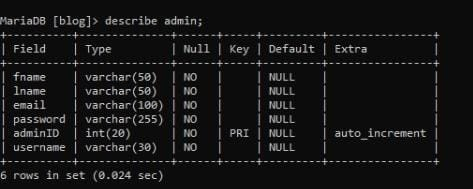 MariaDB [blog]> describe admin;
+----------+--------------+------+-----+---------+----------------+
| Field    | Type         | Null | Key | Default | Extra          |
+----------+--------------+------+-----+---------+----------------+
| fname    | varchar(50)  | NO   |     | NULL    |                |
| lname    | varchar(50)  | NO   |     | NULL    |                |
| email    | varchar(100) | NO   |     | NULL    |                |
| password | varchar(255) | NO   |     | NULL    |                |
| adminID  | int(20)      | NO   | PRI | NULL    | auto_increment |
| username | varchar(30)  | NO   |     | NULL    |                |
+----------+--------------+------+-----+---------+----------------+
6 rows in set (0.024 sec)